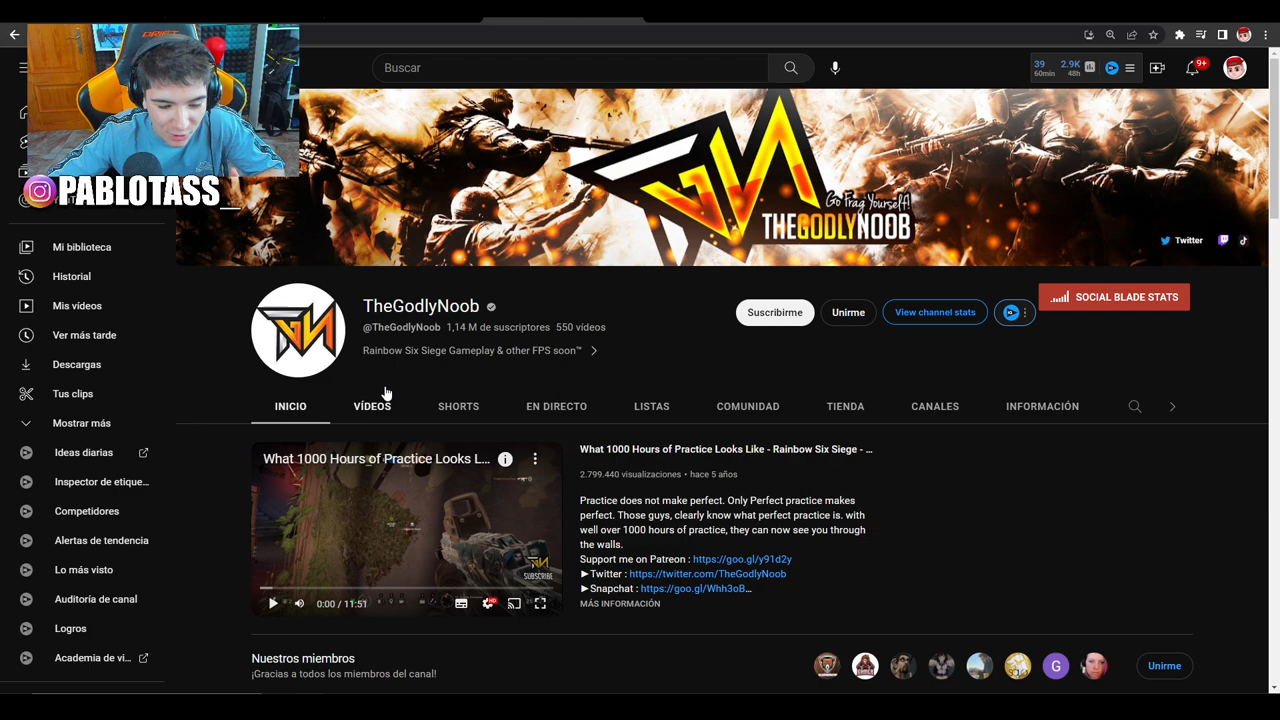 DRIFT
PABLOTASS_
Buscar
39
60min
2.9K
48h
9+
Go Frag Yourself!
THEGODLYNOOB
Twitter
Mi biblioteca
Historial
Mis vídeos
Ver más tarde
Descargas
Tus clips
Mostrar más
Ideas diarias
Inspector de etique...
Competidores
Alertas de tendencia
Lo más visto
Auditoría de canal
Logros
Academia de vi...
TheGodlyNoob
@TheGodlyNoob 1,14 M de suscriptores 550 vídeos
Rainbow Six Siege Gameplay & other FPS soon™
Suscribirme
Unirme
View channel stats
SOCIAL BLADE STATS
INICIO
VÍDEOS
SHORTS
EN DIRECTO
LISTAS
COMUNIDAD
TIENDA
CANALES
INFORMACIÓN
What 1000 Hours of Practice Looks L...
SUBSCRIBE
0:00 / 11:51
HD
What 1000 Hours of Practice Looks Like - Rainbow Six Siege - ...
2.799.440 visualizaciones • hace 5 años
Practice does not make perfect. Only Perfect practice makes
perfect. Those guys, clearly know what perfect practice is. with
well over 1000 hours of practice, they can now see you through
the walls.
Support me on Patreon : https://goo.gl/y91d2y
►Twitter : https://twitter.com/TheGodlyNoob
►Snapchat : https://goo.gl/Whh3oB...
MÁS INFORMACIÓN
Nuestros miembros
¡Gracias a todos los miembros del canal!
G
Unirme